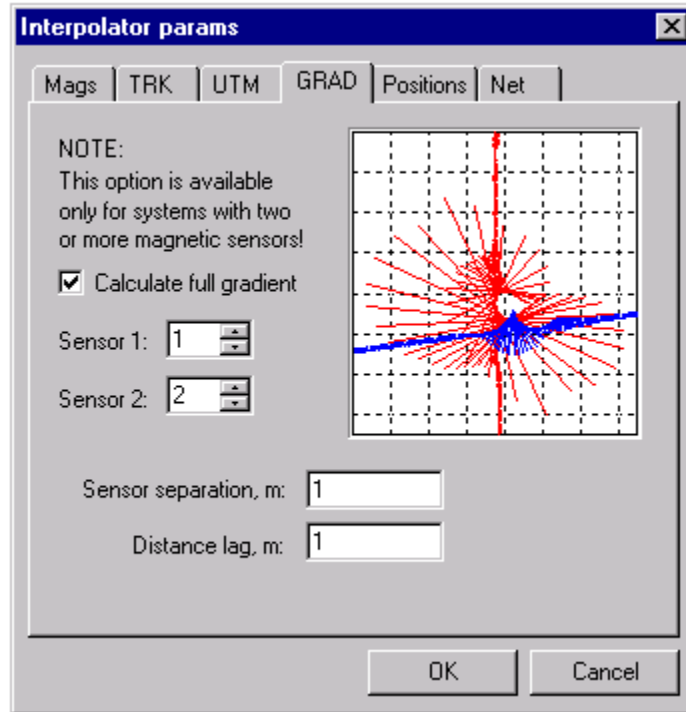 Interpolator params
Mags TRK UTM GRAD Positions Net
NOTE:
This option is available
only for systems with two
or more magnetic sensors!
Calculate full gradient
Sensor 1: 1
Sensor 2: 2
Sensor separation, m: 1
Distance lag, m: 1
OK Cancel